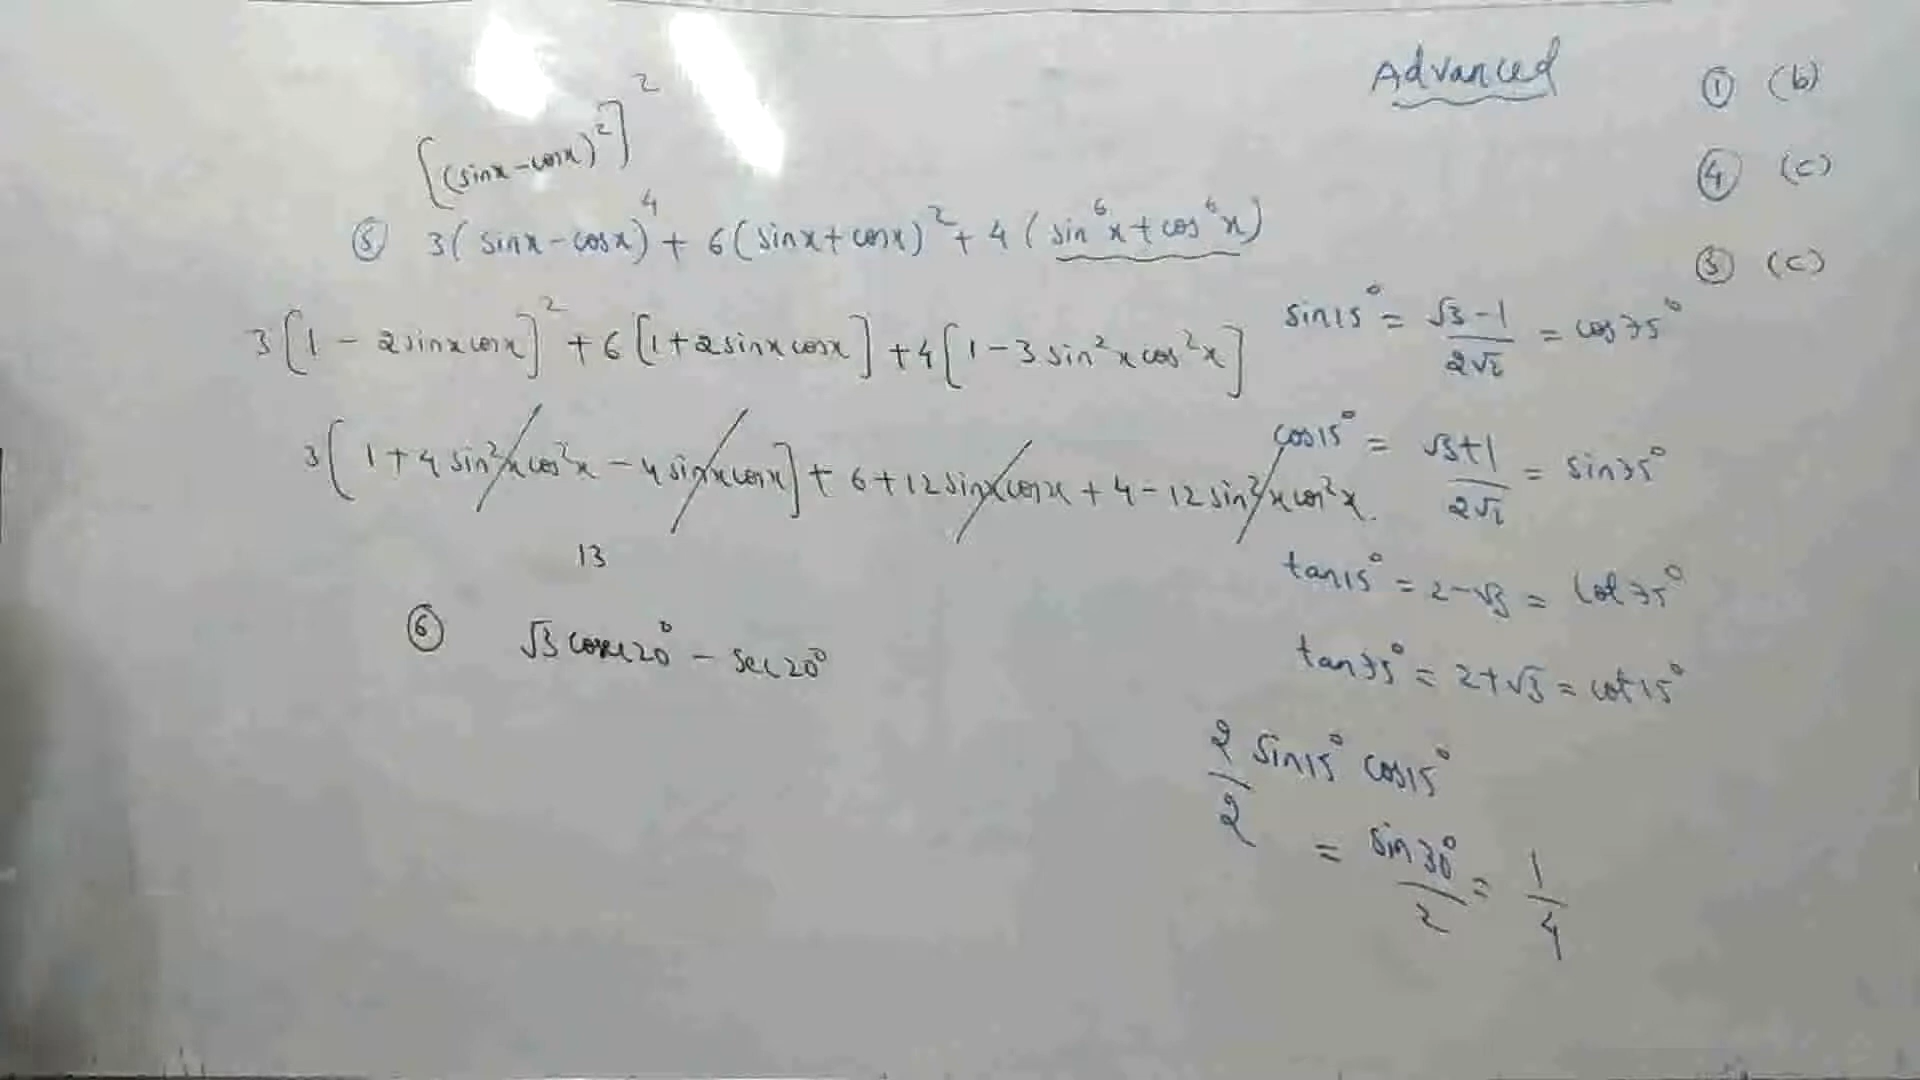 Advanced
① (b)
④ (c)
③ (c)
[(sinx-cosx)²]²
⑤ 3(sinx-cosx)⁴ + 6(sinx+cosx)² + 4(sin⁶x+cos⁶x)
3[1 - 2sinxcosx]² + 6[1+2sinxcosx] + 4[1-3sin²xcos²x]
3[1+4sin²xcos²x - 4sinxcosx] + 6+12sinxcosx + 4-12sin²xcos²x.
13
⑥ √3 cosec20° - sec20°
sin15° = √3-1/2√2 = cos75°
cos15° = √3+1/2√2 = sin75°
tan15° = 2-√3 = cot75°
tan75° = 2+√3 = cot15°
2/2 sin15° cos15°
= sin30°/2 = 1/4